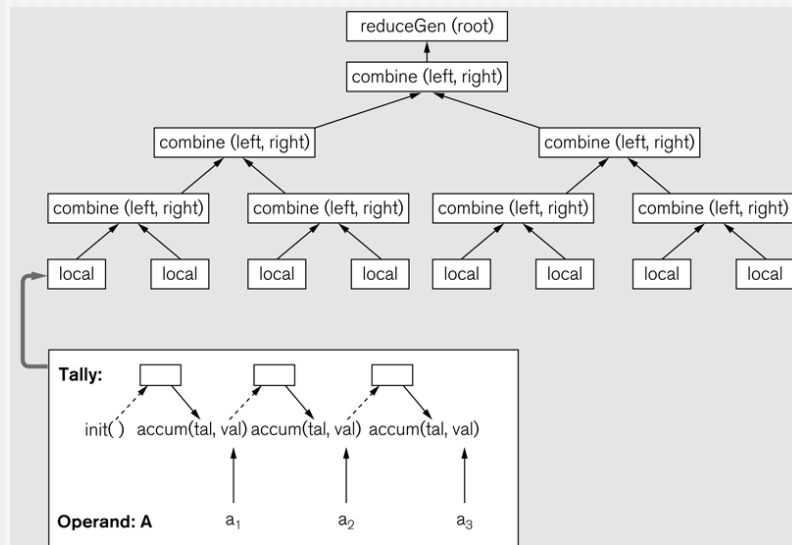 reduceGen (root)
combine (left, right)
combine (left, right) combine (left, right)
combine (left, right) combine (left, right) combine (left, right) combine (left, right)
local local local local local local local local
Tally:
init( ) accum(tal, val) accum(tal, val) accum(tal, val)
Operand: A a1 a2 a3